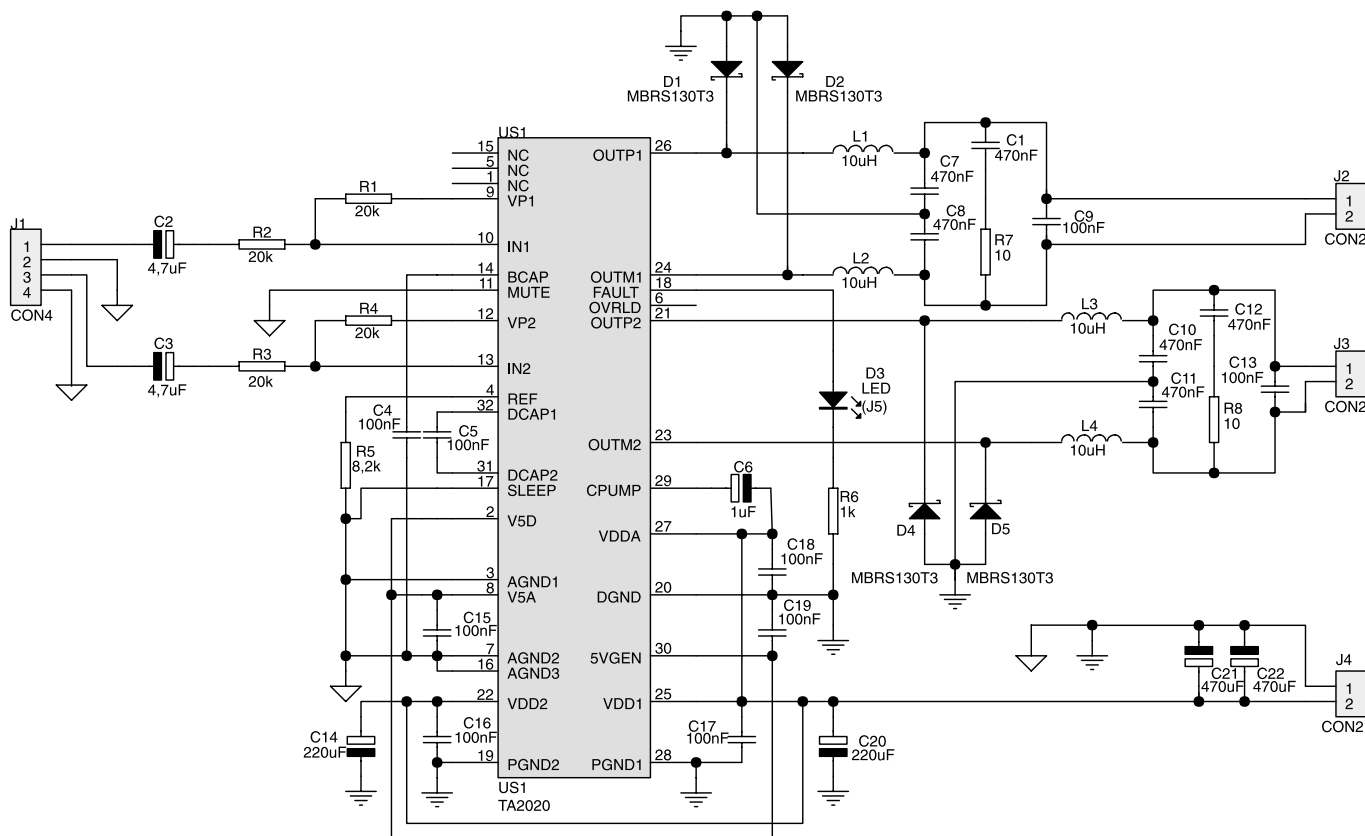 D1
MBRS130T3
D2
MBRS130T3
US1
15
NC
5
NC
1
NC
9
VP1
10
IN1
14
BCAP
11
MUTE
12
VP2
13
IN2
4
REF
32
DCAP1
31
DCAP2
17
SLEEP
2
V5D
3
AGND1
8
V5A
7
AGND2
16
AGND3
22
VDD2
19
PGND2
OUTP1
26
OUTM1
24
FAULT
18
OVRLD
6
OUTP2
21
OUTM2
23
CPUMP
29
VDDA
27
DGND
20
5VGEN
30
VDD1
25
PGND1
28
US1
TA2020
J1
1
2
3
4
CON4
C2
4,7uF
R2
20k
R1
20k
R4
20k
C3
4,7uF
R3
20k
C4
100nF
C5
100nF
R5
8,2k
C15
100nF
C14
220uF
C16
100nF
L1
10uH
C7
470nF
C8
470nF
C1
470nF
R7
10
C9
100nF
J2
1
2
CON2
L2
10uH
L3
10uH
C10
470nF
C11
470nF
C12
470nF
R8
10
C13
100nF
J3
1
2
CON2
L4
10uH
D3
LED
(J5)
C6
1uF
R6
1k
D4
MBRS130T3
D5
MBRS130T3
C18
100nF
C19
100nF
C17
100nF
C20
220uF
C21
470uF
C22
470uF
J4
1
2
CON2